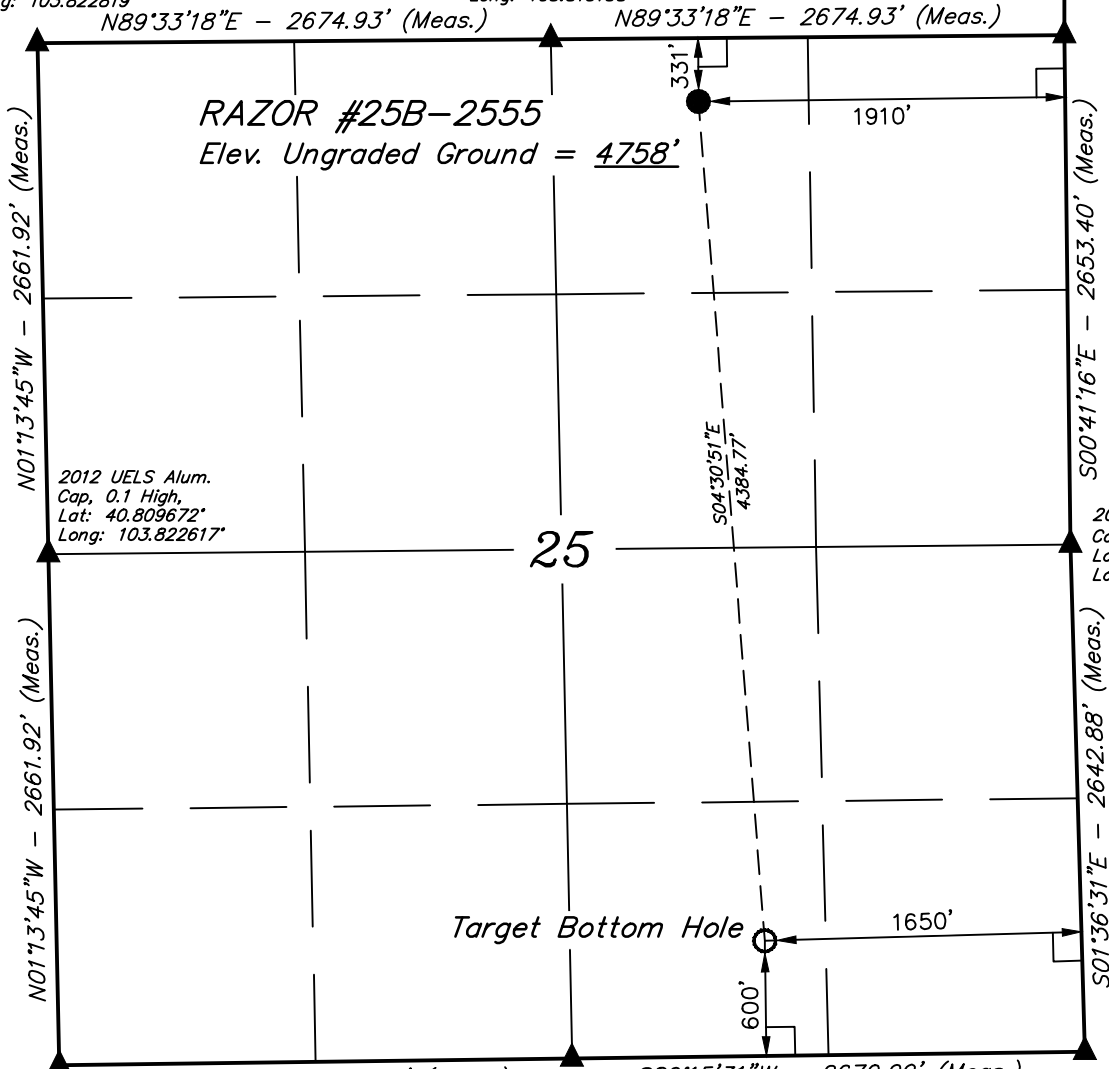 103.822819
N89°33'18"E - 2674.93' (Meas.)
N89°33'18"E - 2674.93' (Meas.)
331'
1910'
RAZOR #25B-2555
Elev. Ungraded Ground = 4758'
N01°13'45"W - 2661.92' (Meas.)
S00°41'16"E - 2653.40' (Meas.)
S04°30'51"E
4384.77'
2012 UELS Alum.
Cap, 0.1 High,
Lat: 40.809672°
Long: 103.822617°
25
N01°13'45"W - 2661.92' (Meas.)
S01°36'31"E - 2642.88' (Meas.)
Target Bottom Hole
1650'
600'